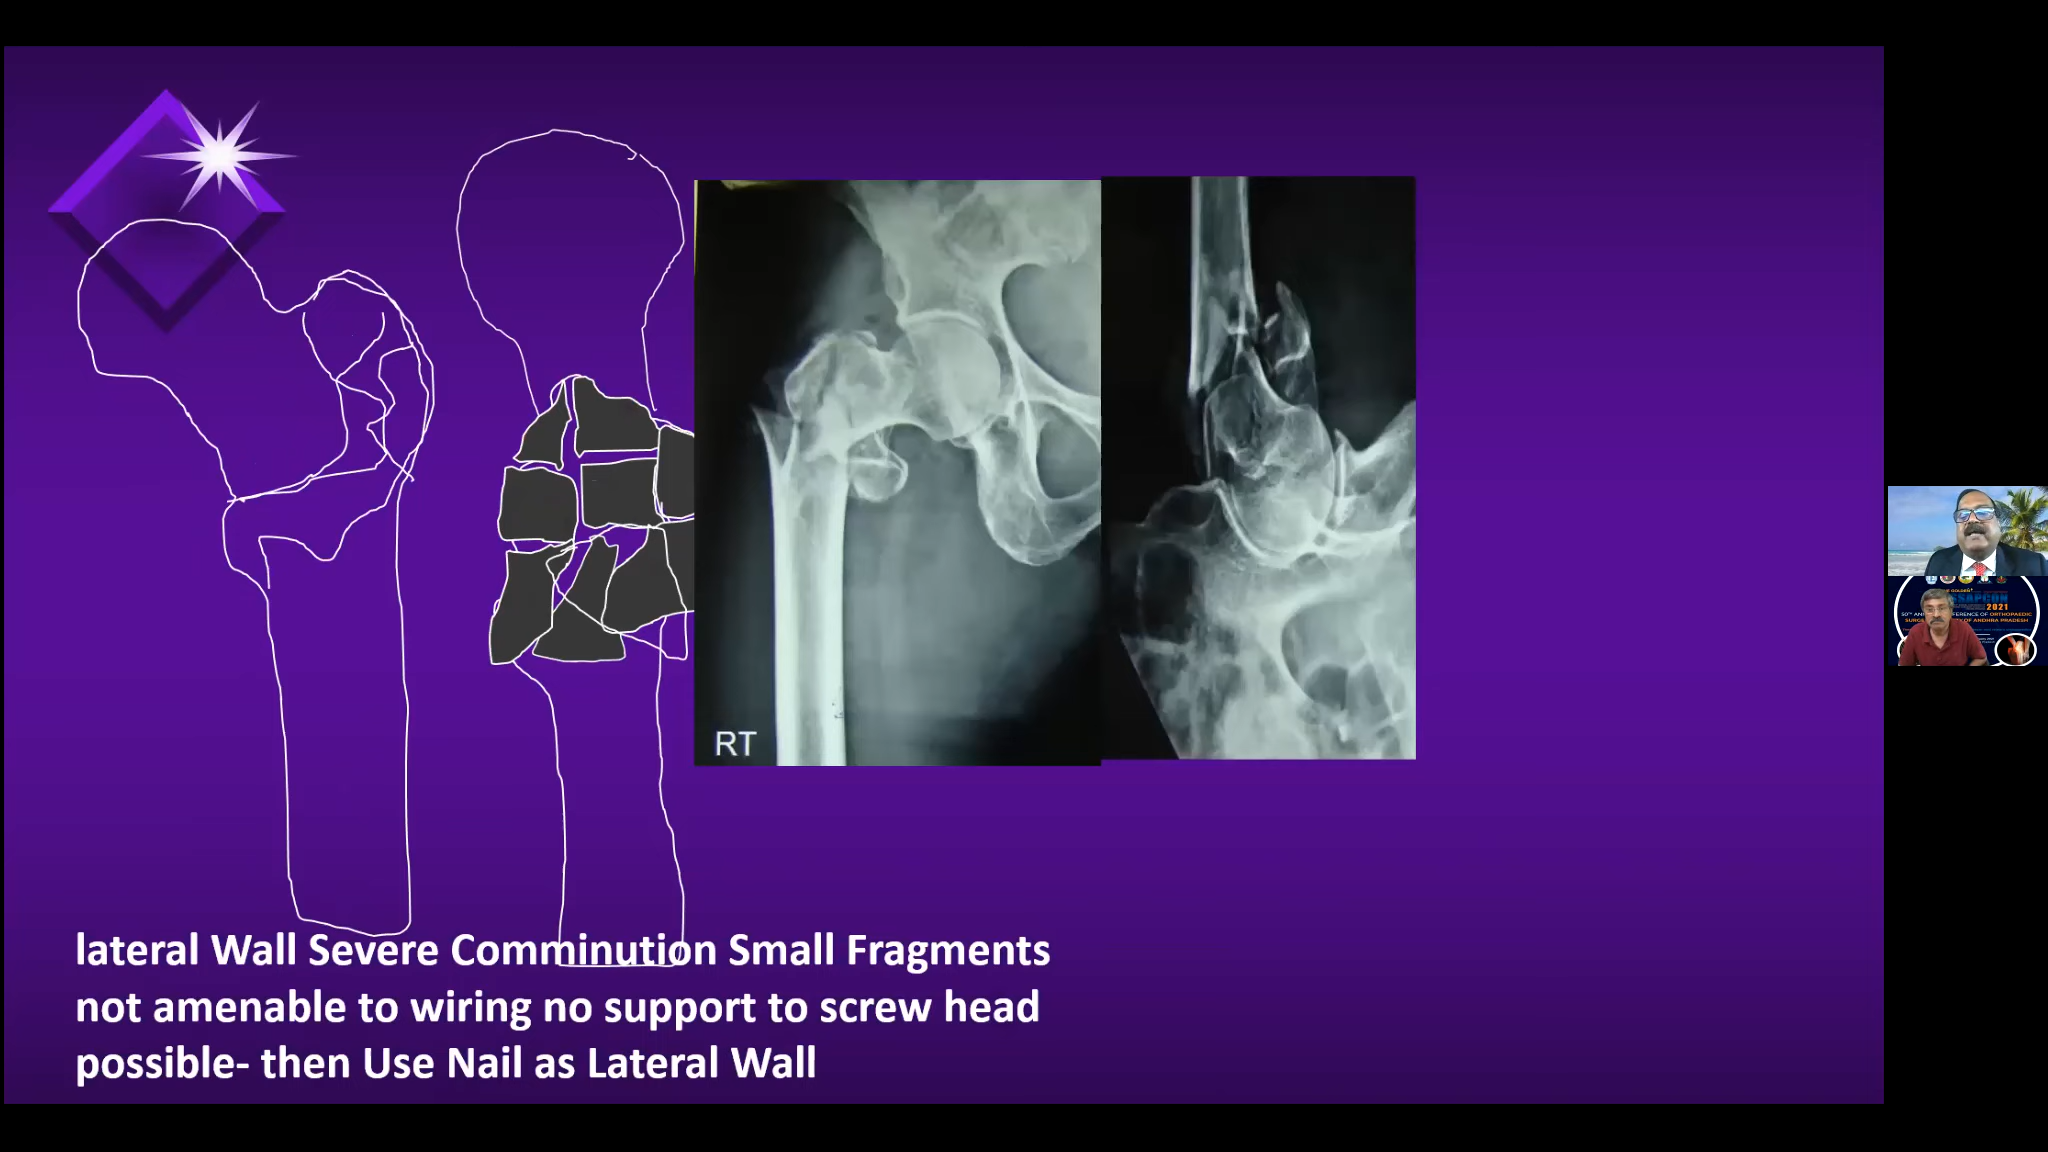 RT
lateral Wall Severe Comminution Small Fragments
not amenable to wiring no support to screw head
possible- then Use Nail as Lateral Wall
2021